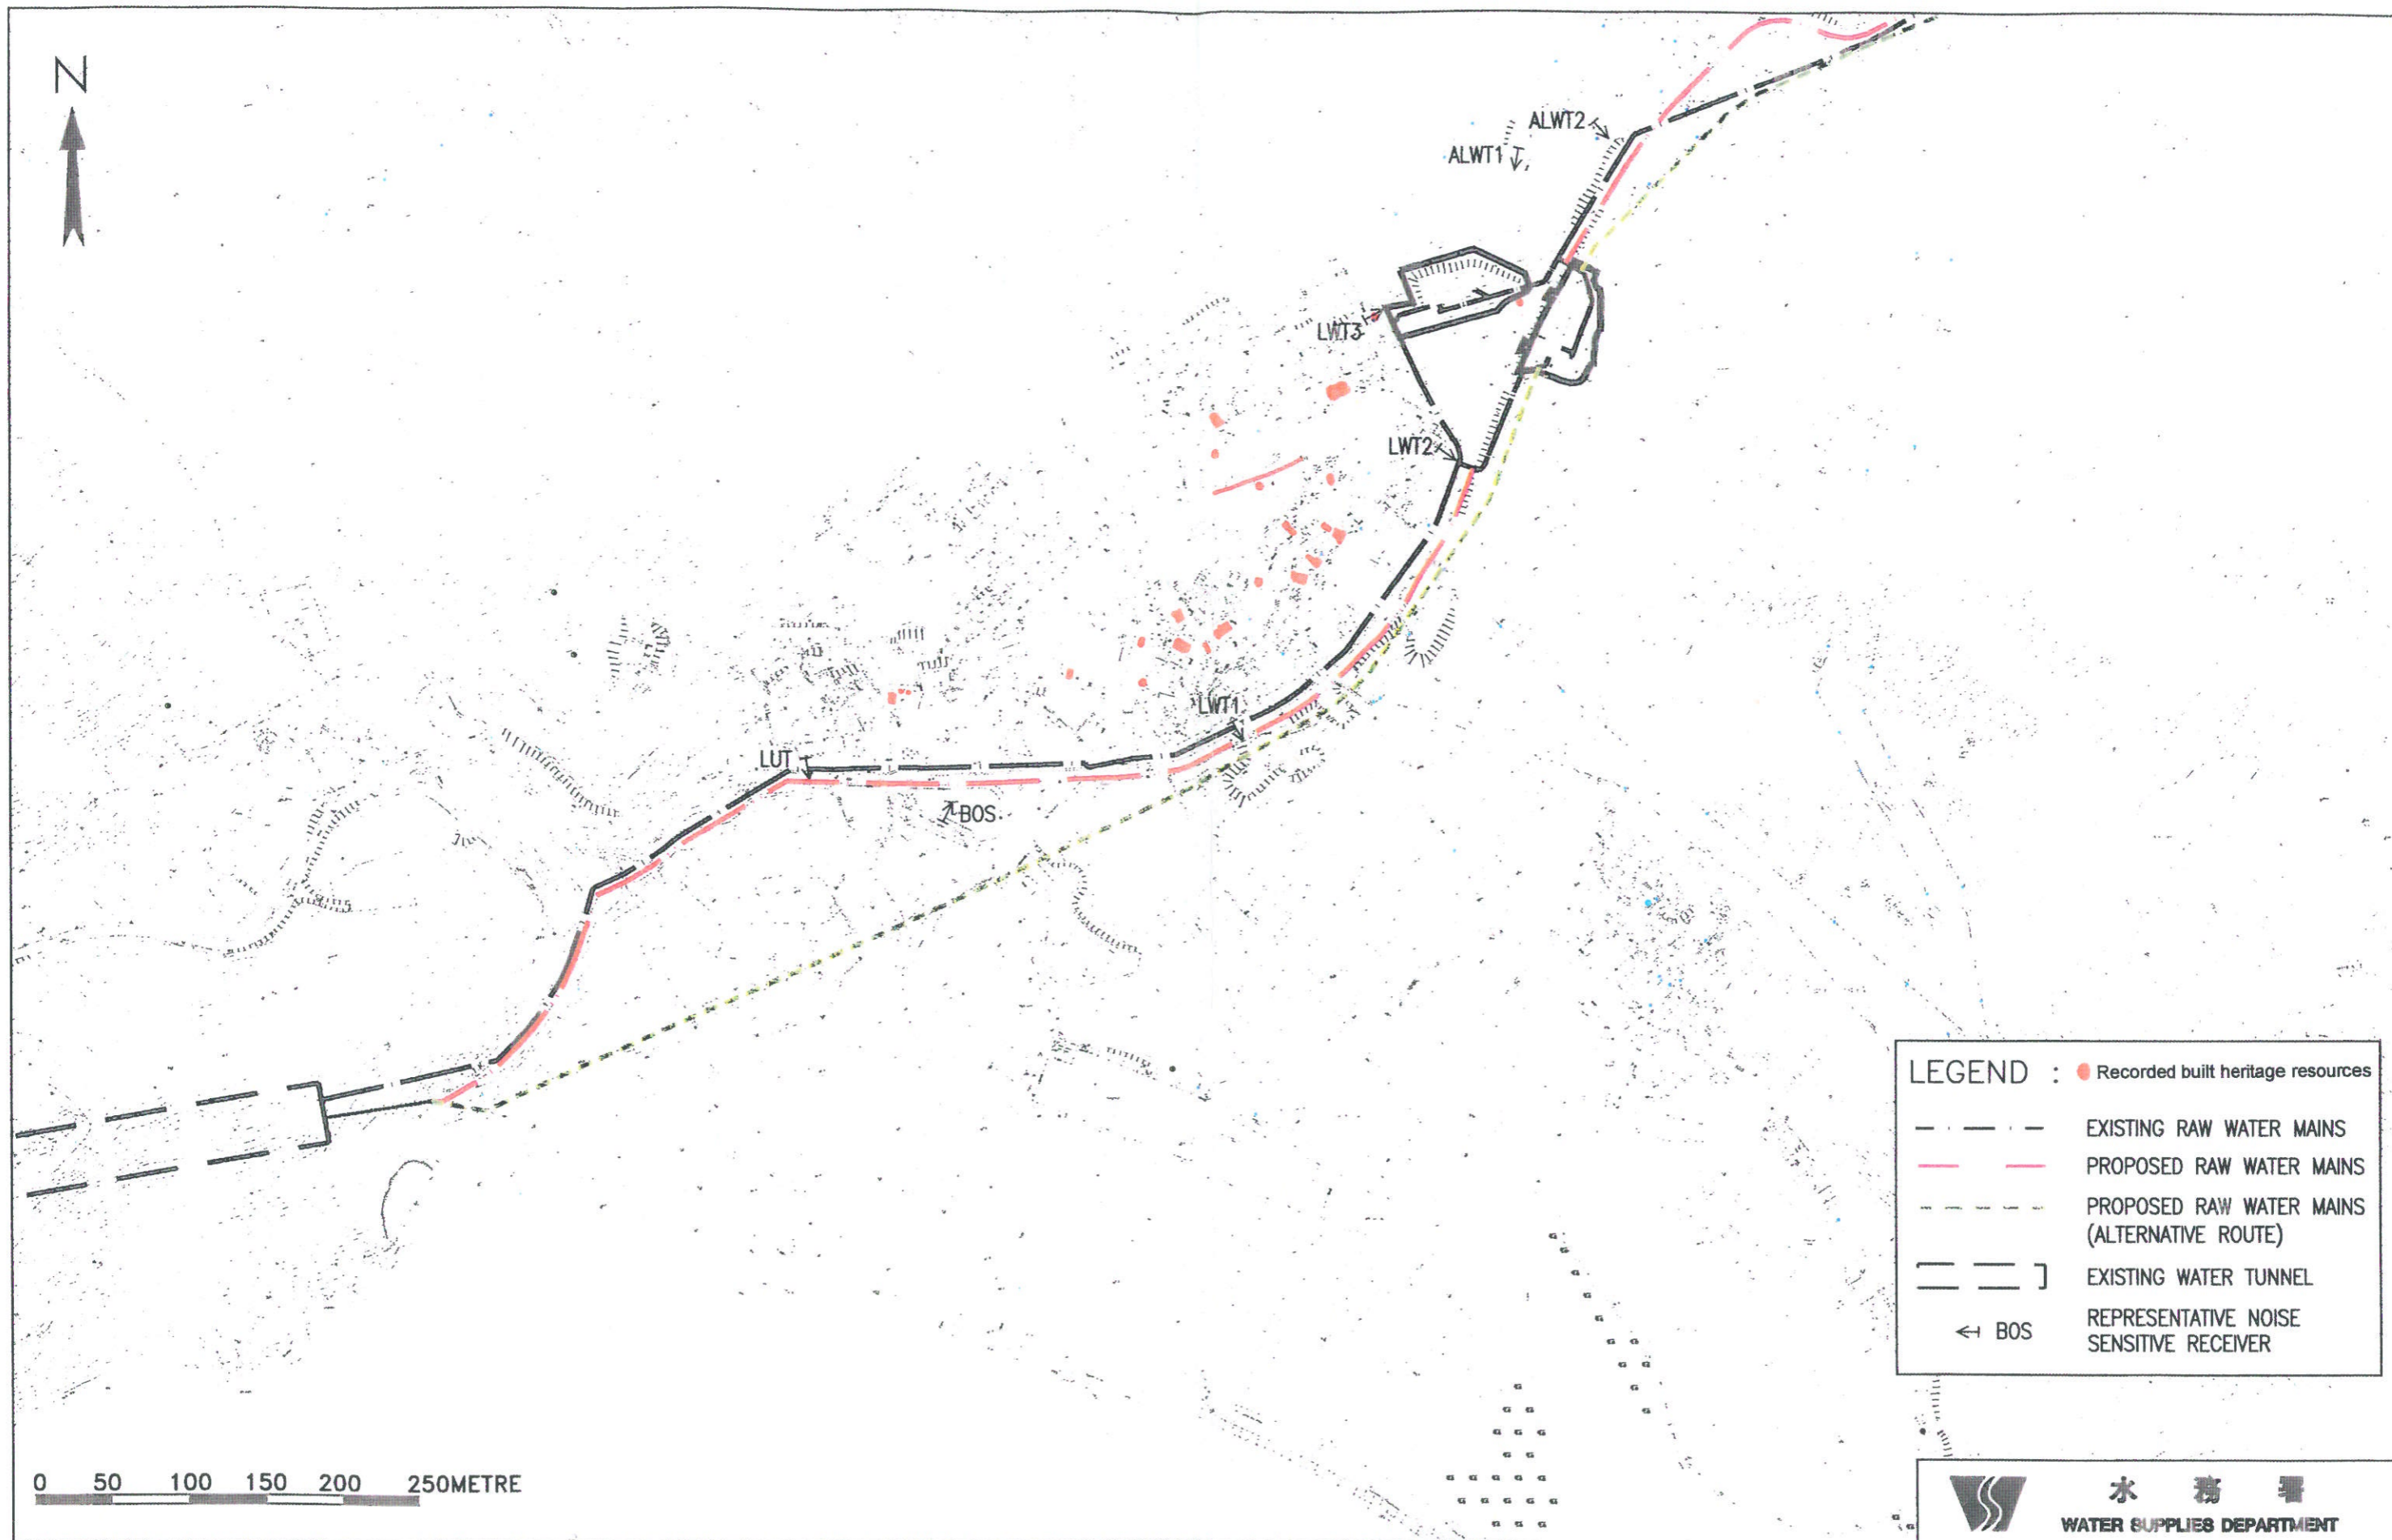 N
ALWT2
ALWT1
LWT3
LWT2
LWT1
LUT
BOS
LEGEND : Recorded built heritage resources
EXISTING RAW WATER MAINS
PROPOSED RAW WATER MAINS
PROPOSED RAW WATER MAINS
(ALTERNATIVE ROUTE)
EXISTING WATER TUNNEL
BOS REPRESENTATIVE NOISE
SENSITIVE RECEIVER
0 50 100 150 200 250METRE
水務署
WATER SUPPLIES DEPARTMENT